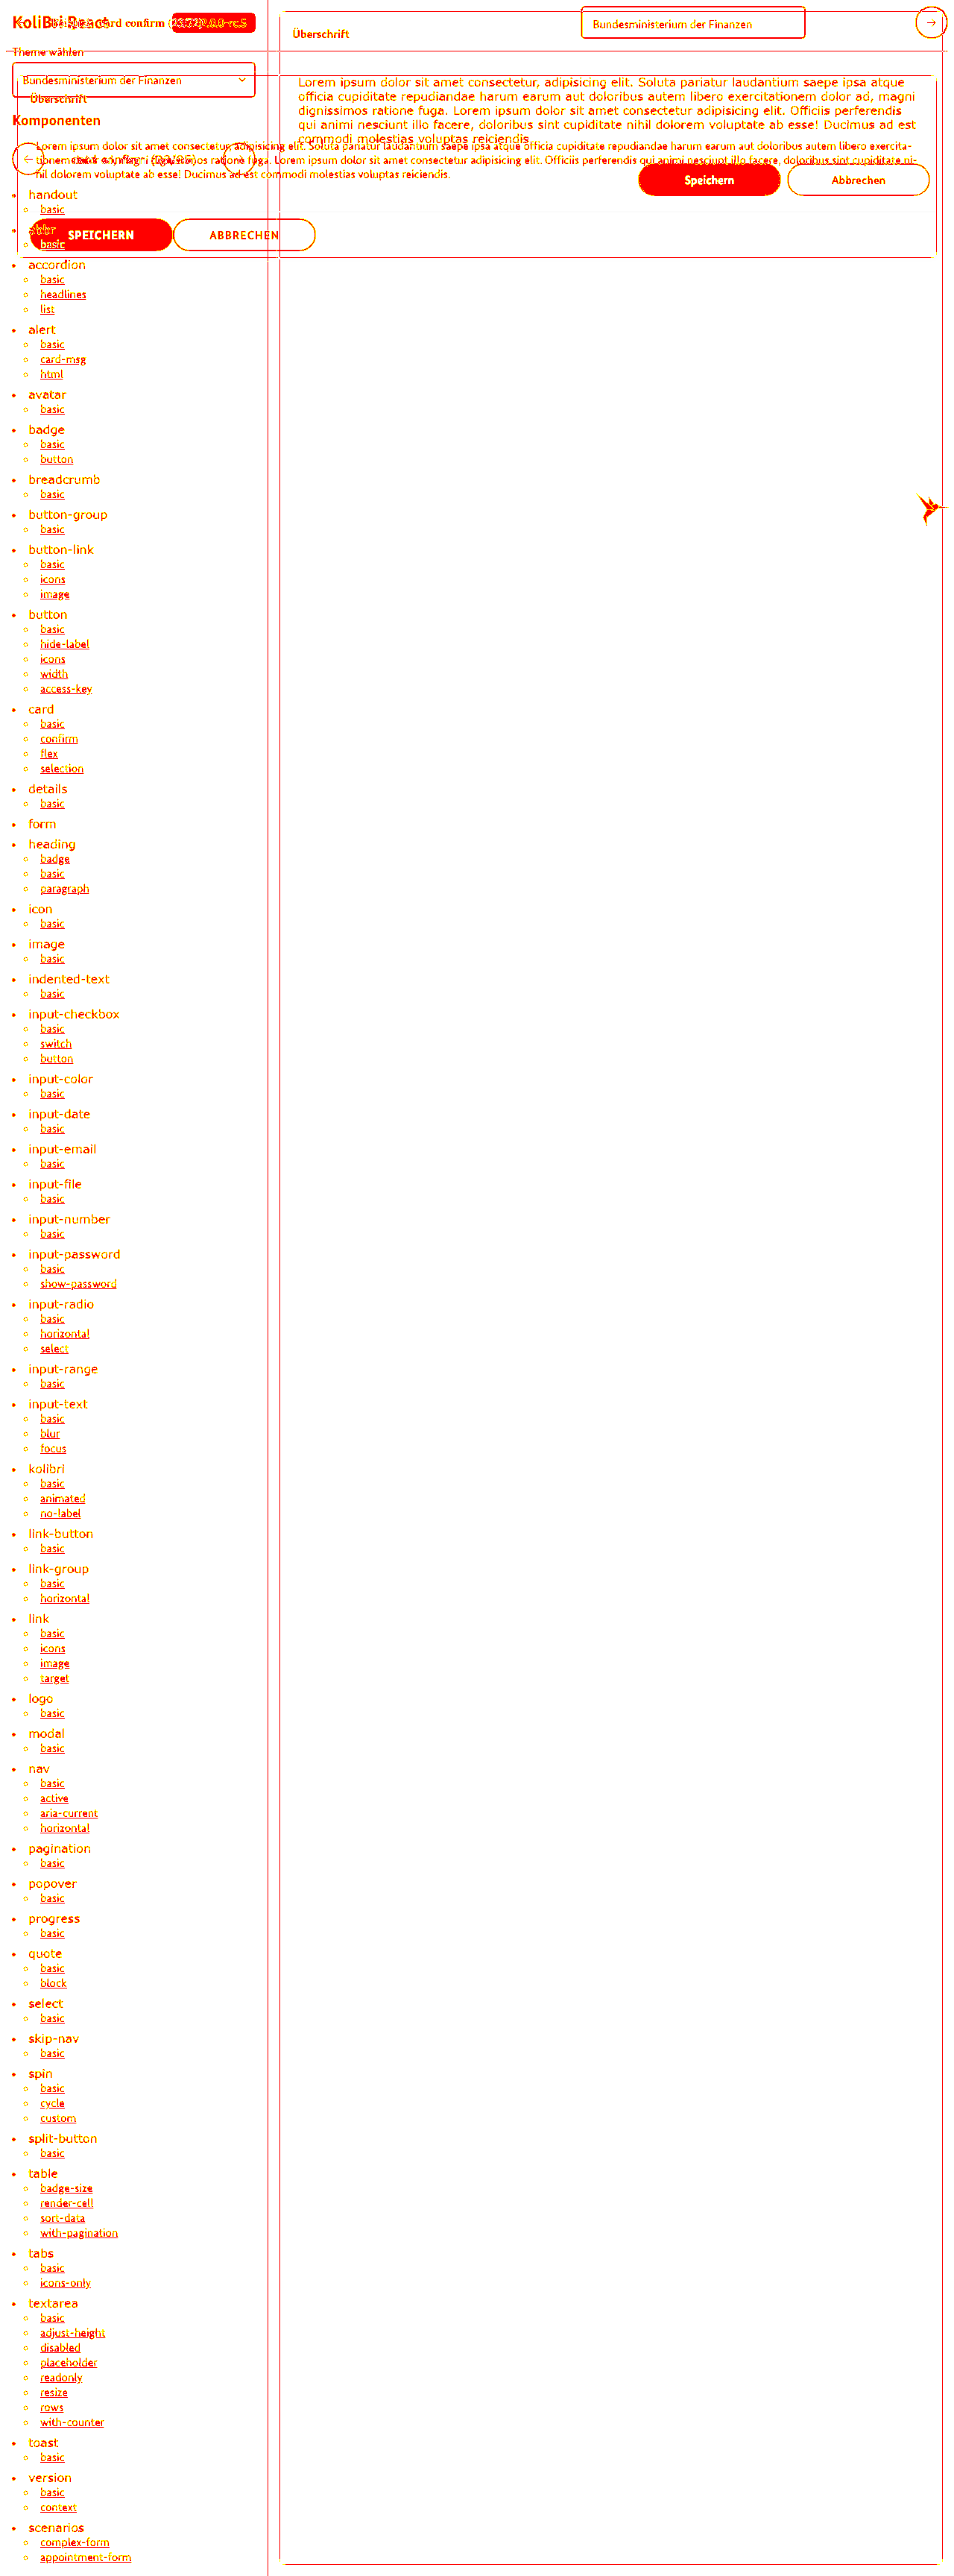 KoliBri React
card confirm
Bundesministerium der Finanzen
Überschrift
Theme wählen
Bundesministerium der Finanzen
Lorem ipsum dolor sit amet consectetur, adipisicing elit. Soluta pariatur laudantium saepe ipsa atque
officia cupiditate repudiandae harum earum aut doloribus autem libero exercitationem dolor ad, magni
dignissimos ratione fuga. Lorem ipsum dolor sit amet consectetur adipisicing elit. Officiis perferendis
qui animi nesciunt illo facere, doloribus sint cupiditate nihil dolorem voluptate ab esse! Ducimus ad est
commodi molestias voluptas reiciendis.
Überschrift
Komponenten
Lorem ipsum dolor sit amet consectetur, adipisicing elit. Soluta pariatur laudantium saepe ipsa atque officia cupiditate repudiandae harum earum aut doloribus autem libero exercita-
dignissimos ratione fuga. Lorem ipsum dolor sit amet consectetur adipisicing elit. Officiis perferendis qui animi nesciunt illo facere, doloribus sint cupiditate ni-
hil dolorem voluptate ab esse! Ducimus ad est commodi molestias voluptas reiciendis.
Speichern
Abbrechen
handout
basic
SPEICHERN
ABBRECHEN
abbr
basic
accordion
basic
headlines
list
alert
basic
card-msg
html
avatar
basic
badge
basic
button
breadcrumb
basic
button-group
basic
button-link
basic
icons
image
button
basic
hide-label
icons
width
access-key
card
basic
confirm
flex
selection
details
basic
form
heading
badge
basic
paragraph
icon
basic
image
basic
indented-text
basic
input-checkbox
basic
switch
button
input-color
basic
input-date
basic
input-email
basic
input-file
basic
input-number
basic
input-password
basic
show-password
input-radio
basic
horizontal
select
input-range
basic
input-text
basic
blur
focus
kolibri
basic
animated
no-label
link-button
basic
link-group
basic
horizontal
link
basic
icons
image
target
logo
basic
modal
basic
nav
basic
active
aria-current
horizontal
pagination
basic
popover
basic
progress
basic
quote
basic
block
select
basic
skip-nav
basic
spin
basic
cycle
custom
split-button
basic
table
badge-size
render-cell
sort-data
with-pagination
tabs
basic
icons-only
textarea
basic
adjust-height
disabled
placeholder
readonly
resize
rows
with-counter
toast
basic
version
basic
context
scenarios
complex-form
appointment-form